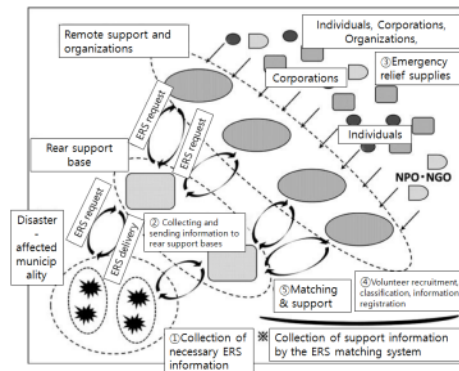 Remote support and
organizations
Individuals, Corporations,
Organizations,
③Emergency
relief supplies
Corporations
ERS request
ERS request
Individuals
Rear support
base
NPO·NGO
ERS request
Disaster
-
affected
municip
ality
ERS delivery
② Collecting and
sending information to
rear support bases
⑤Matching
& support
④Volunteer recruitment,
classification, information
registration
①Collection of
necessary ERS
information
※ Collection of support information
by the ERS matching system